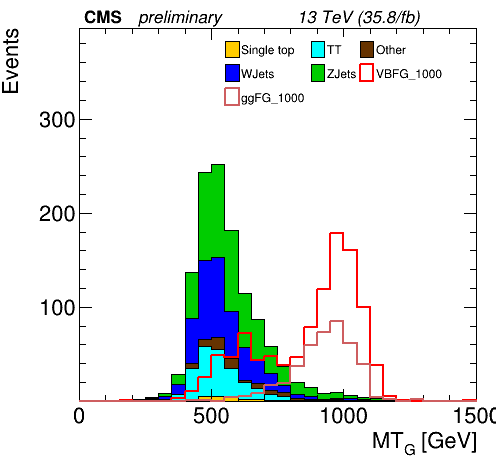 CMS preliminary 13 TeV (35.8/fb)
Events
Single top TT Other
WJets ZJets VBFG_1000
ggFG_1000
300
200
100
0 500 1000 1500
MT_G [GeV]